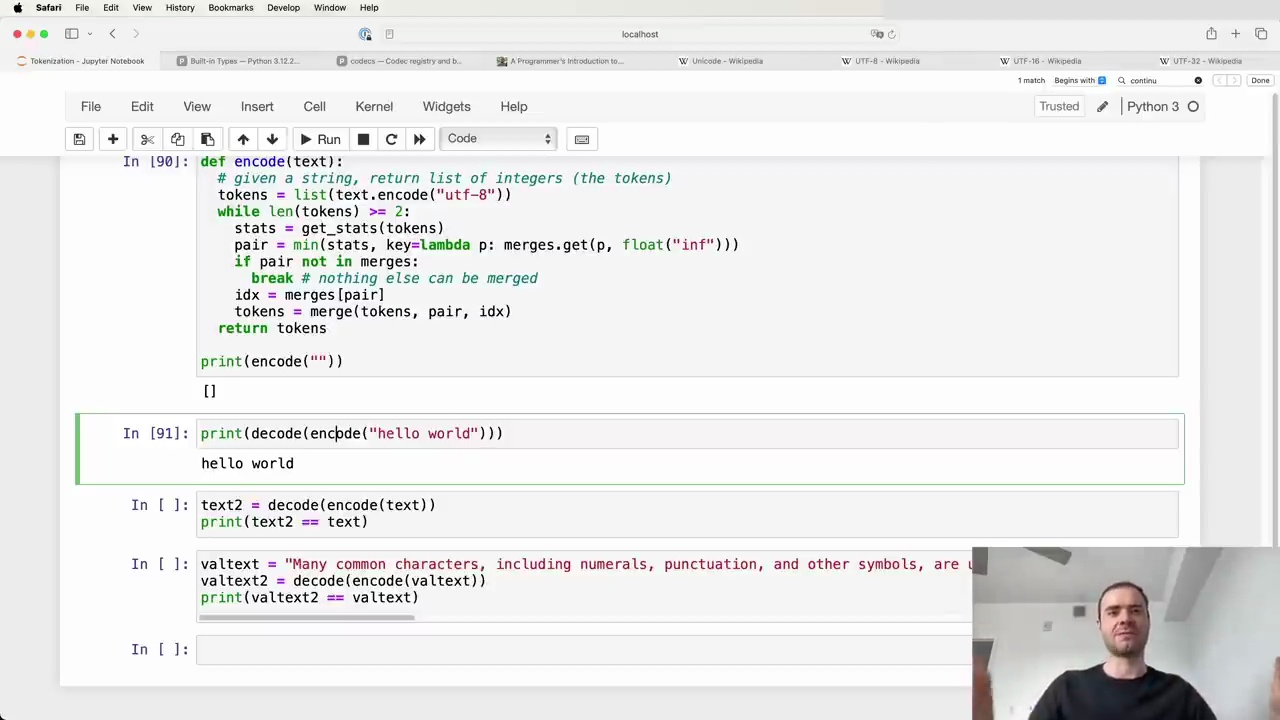 Safari File Edit View History Bookmarks Develop Window Help
localhost
Tokenization - Jupyter Notebook
Built-in Types — Python 3.12.2...
codecs — Codec registry and b...
A Programmer's Introduction to...
Unicode - Wikipedia
UTF-8 - Wikipedia
UTF-16 - Wikipedia
UTF-32 - Wikipedia
1 match Begins with continu Done
File Edit View Insert Cell Kernel Widgets Help Trusted Python 3
Run Code
In [90]: def encode(text):
# given a string, return list of integers (the tokens)
tokens = list(text.encode("utf-8"))
while len(tokens) >= 2:
stats = get_stats(tokens)
pair = min(stats, key=lambda p: merges.get(p, float("inf")))
if pair not in merges:
break # nothing else can be merged
idx = merges[pair]
tokens = merge(tokens, pair, idx)
return tokens
print(encode(""))
[]
In [91]: print(decode(encode("hello world")))
hello world
In [ ]: text2 = decode(encode(text))
print(text2 == text)
In [ ]: valtext = "Many common characters, including numerals, punctuation, and other symbols, are u
valtext2 = decode(encode(valtext))
print(valtext2 == valtext)
In [ ]: